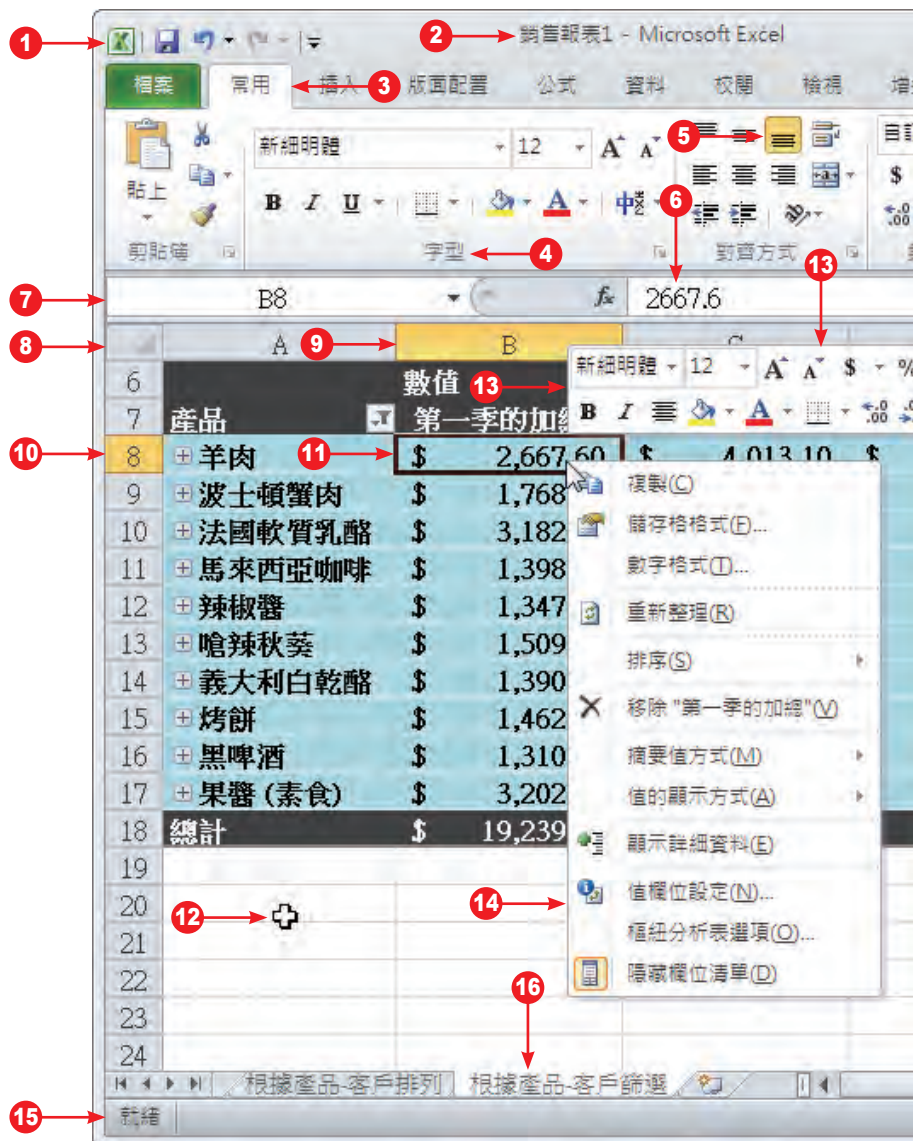 1
2
銷售報表1 - Microsoft Excel
檔案 常用 插入 版面配置 公式 資料 校閱 檢視
3
貼上
新細明體 12 A A
5
B I U A 中
6
$
.00
剪貼簿 字型 對齊方式
4
13
7
B8 fx 2667.6
8
A B
9
新細明體 12 A A $ %
B I A .00
6 數值
13
7 產品 第一季的加
10
8 羊肉 $ 2,667.60 $ 4,013.10 $
11
9 波士頓蟹肉 $ 1,768
10 法國軟質乳酪 $ 3,182
11 馬來西亞咖啡 $ 1,398
12 辣椒醬 $ 1,347
13 嗆辣秋葵 $ 1,509
14 義大利白乾酪 $ 1,390
15 烤餅 $ 1,462
16 黑啤酒 $ 1,310
17 果醬 (素食) $ 3,202
18 總計 $ 19,239
19
20
21
22
23
24
12
複製(C)
儲存格格式(F)...
數字格式(T)...
重新整理(R)
排序(S)
移除 "第一季的加總"(V)
摘要值方式(M)
值的顯示方式(A)
顯示詳細資料(E)
14
值欄位設定(N)...
樞紐分析表選項(O)...
隱藏欄位清單(D)
16
根據產品-客戶排列 根據產品-客戶篩選
15
就緒